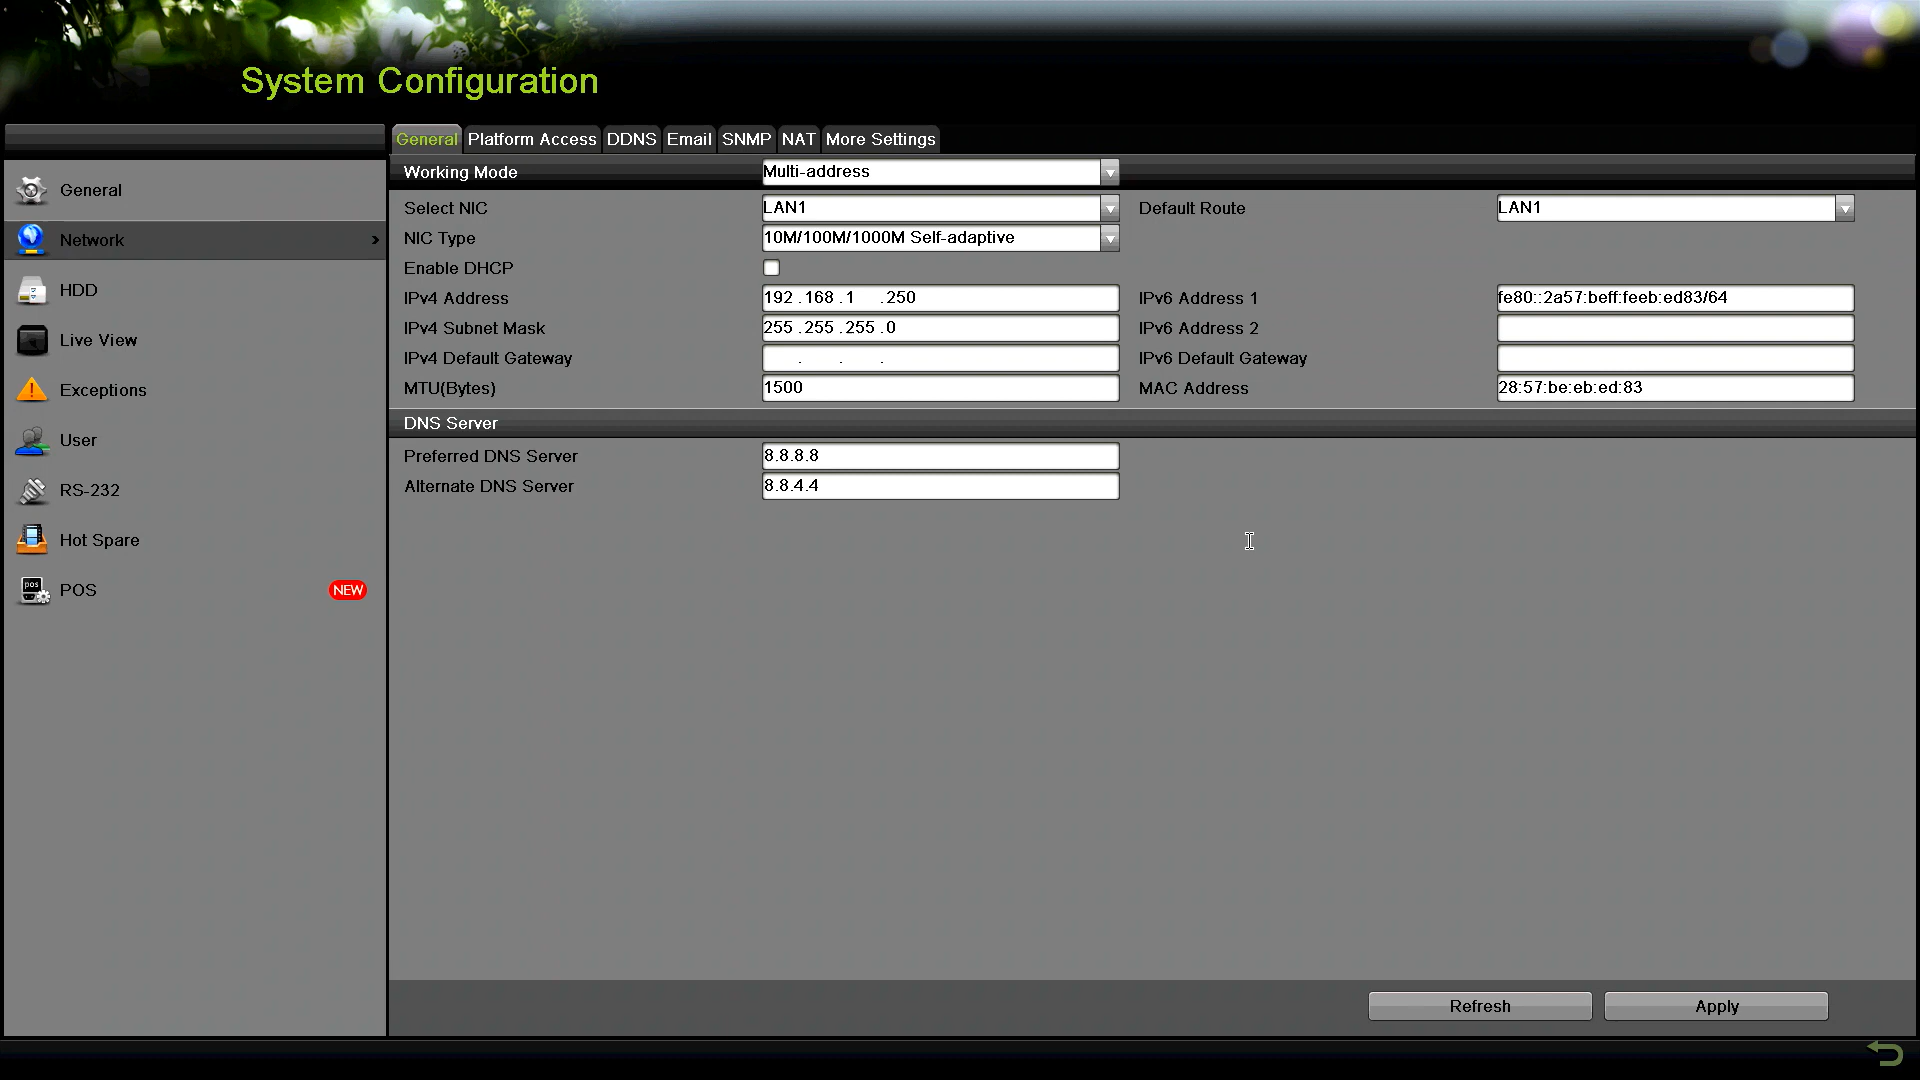 System Configuration
General Platform Access DDNS Email SNMP NAT More Settings
Working Mode Multi-address
General
Select NIC LAN1 Default Route LAN1
Network > NIC Type 10M/100M/1000M Self-adaptive
Enable DHCP
HDD IPv4 Address 192 .168 .1 .250 IPv6 Address 1 fe80::2a57:beff:feeb:ed83/64
Live View IPv4 Subnet Mask 255 .255 .255 .0 IPv6 Address 2
IPv4 Default Gateway . . . IPv6 Default Gateway
Exceptions MTU(Bytes) 1500 MAC Address 28:57:be:eb:ed:83
DNS Server
User
Preferred DNS Server 8.8.8.8
RS-232 Alternate DNS Server 8.8.4.4
Hot Spare
pos POS NEW
Refresh Apply